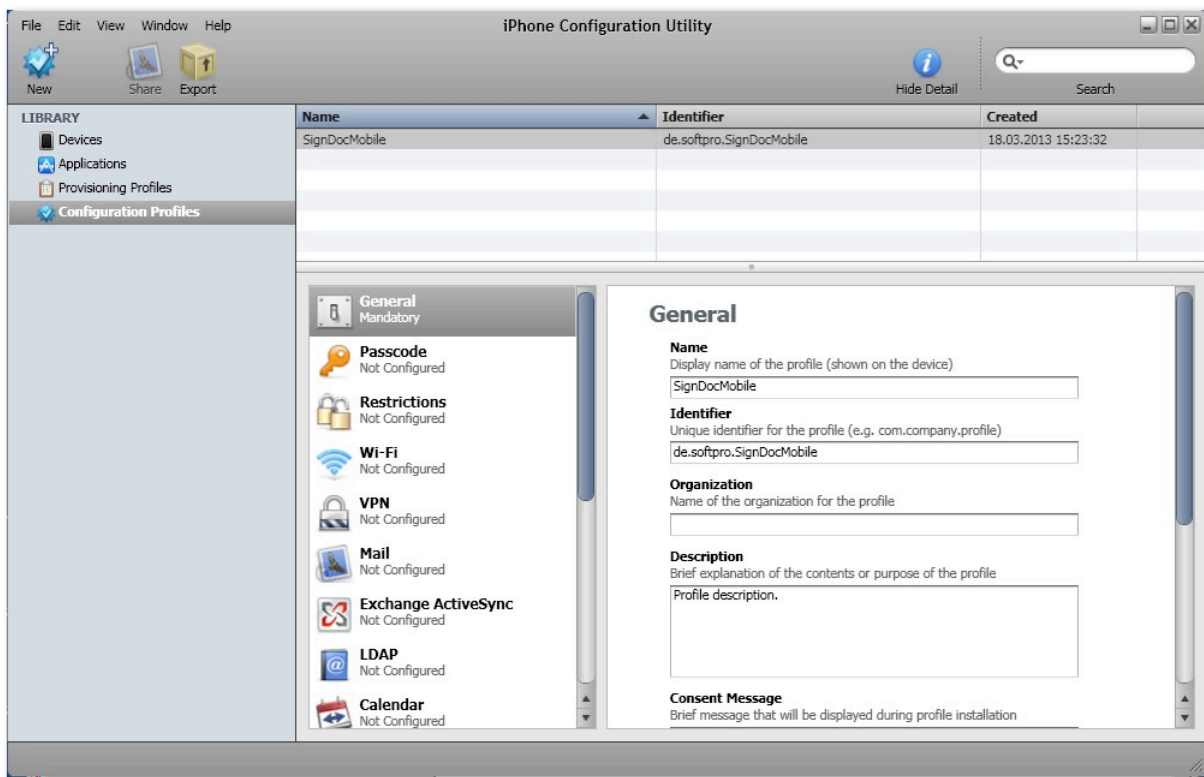 File Edit View Window Help
iPhone Configuration Utility
New
Share
Export
Hide Detail
Search
LIBRARY
Devices
Applications
Provisioning Profiles
Configuration Profiles
Name Identifier Created
SignDocMobile de.softpro.SignDocMobile 18.03.2013 15:23:32
General
Mandatory
Passcode
Not Configured
Restrictions
Not Configured
Wi-Fi
Not Configured
VPN
Not Configured
Mail
Not Configured
Exchange ActiveSync
Not Configured
LDAP
Not Configured
Calendar
Not Configured
General
Name
Display name of the profile (shown on the device)
SignDocMobile
Identifier
Unique identifier for the profile (e.g. com.company.profile)
de.softpro.SignDocMobile
Organization
Name of the organization for the profile
Description
Brief explanation of the contents or purpose of the profile
Profile description.
Consent Message
Brief message that will be displayed during profile installation